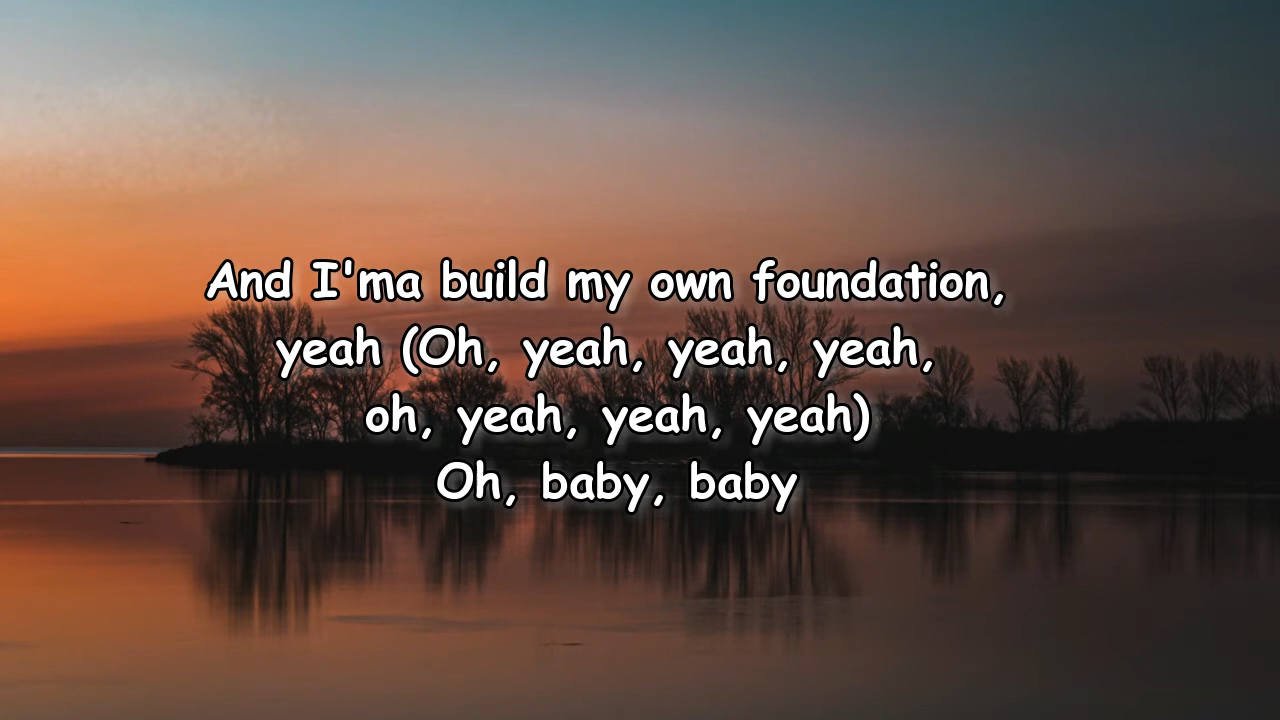 And I'ma build my own foundation,
yeah (Oh, yeah, yeah, yeah,
oh, yeah, yeah, yeah)
Oh, baby, baby